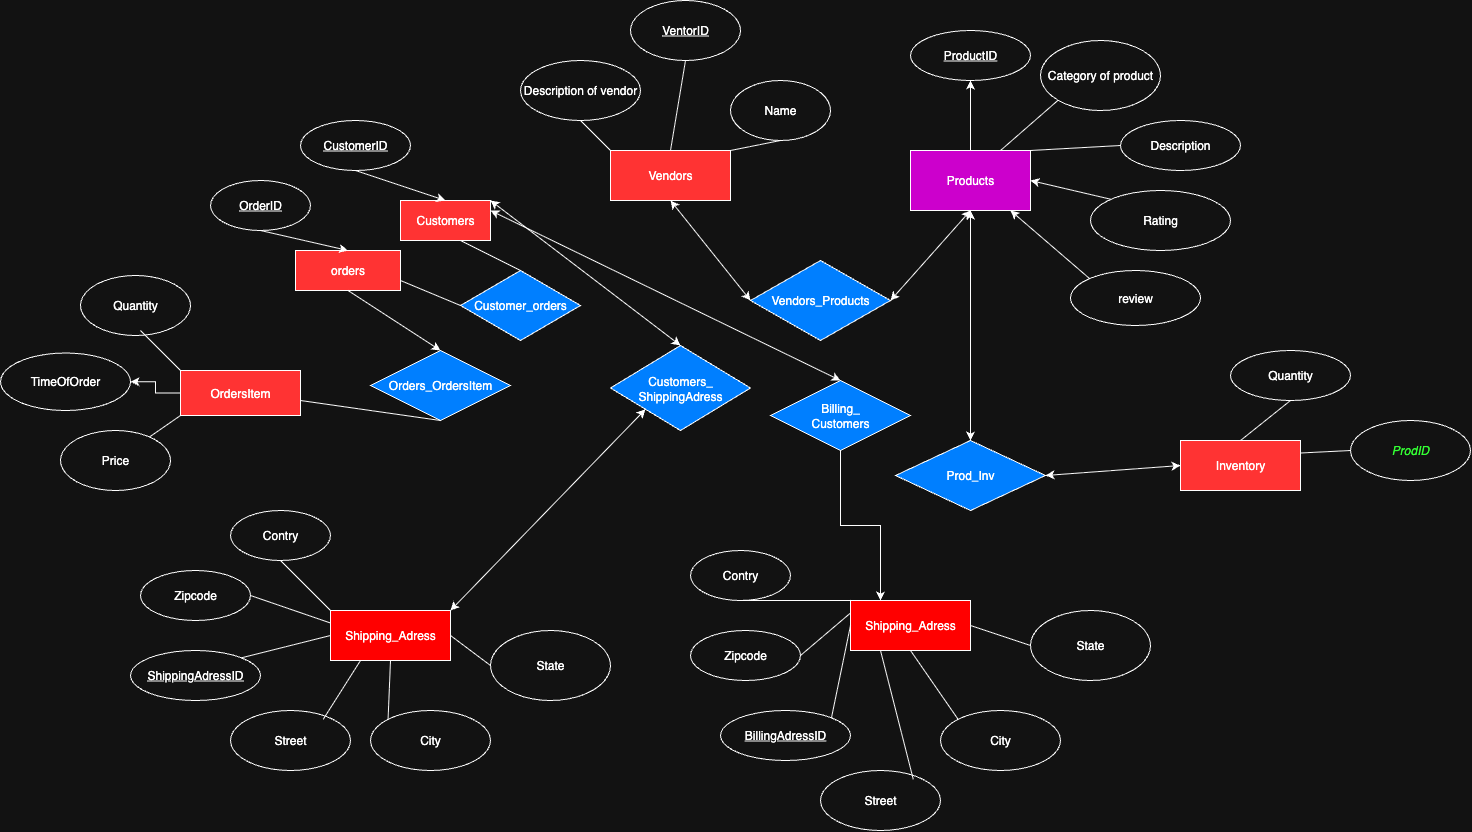 VentorID
ProductID
Category of product
Description of vendor
Name
CustomerID
Description
Vendors
Products
OrderID
Customers
Rating
orders
Vendors_Products
review
Quantity
Customer_orders
TimeOfOrder
OrdersItem
Orders_OrdersItem
Customers_
ShippingAdress
Billing_
Customers
Quantity
Price
Prod_Inv
Inventory
ProdID
Contry
Zipcode
Shipping_Adress
ShippingAdressID
State
Street
City
Contry
Shipping_Adress
Zipcode
State
BillingAdressID
City
Street